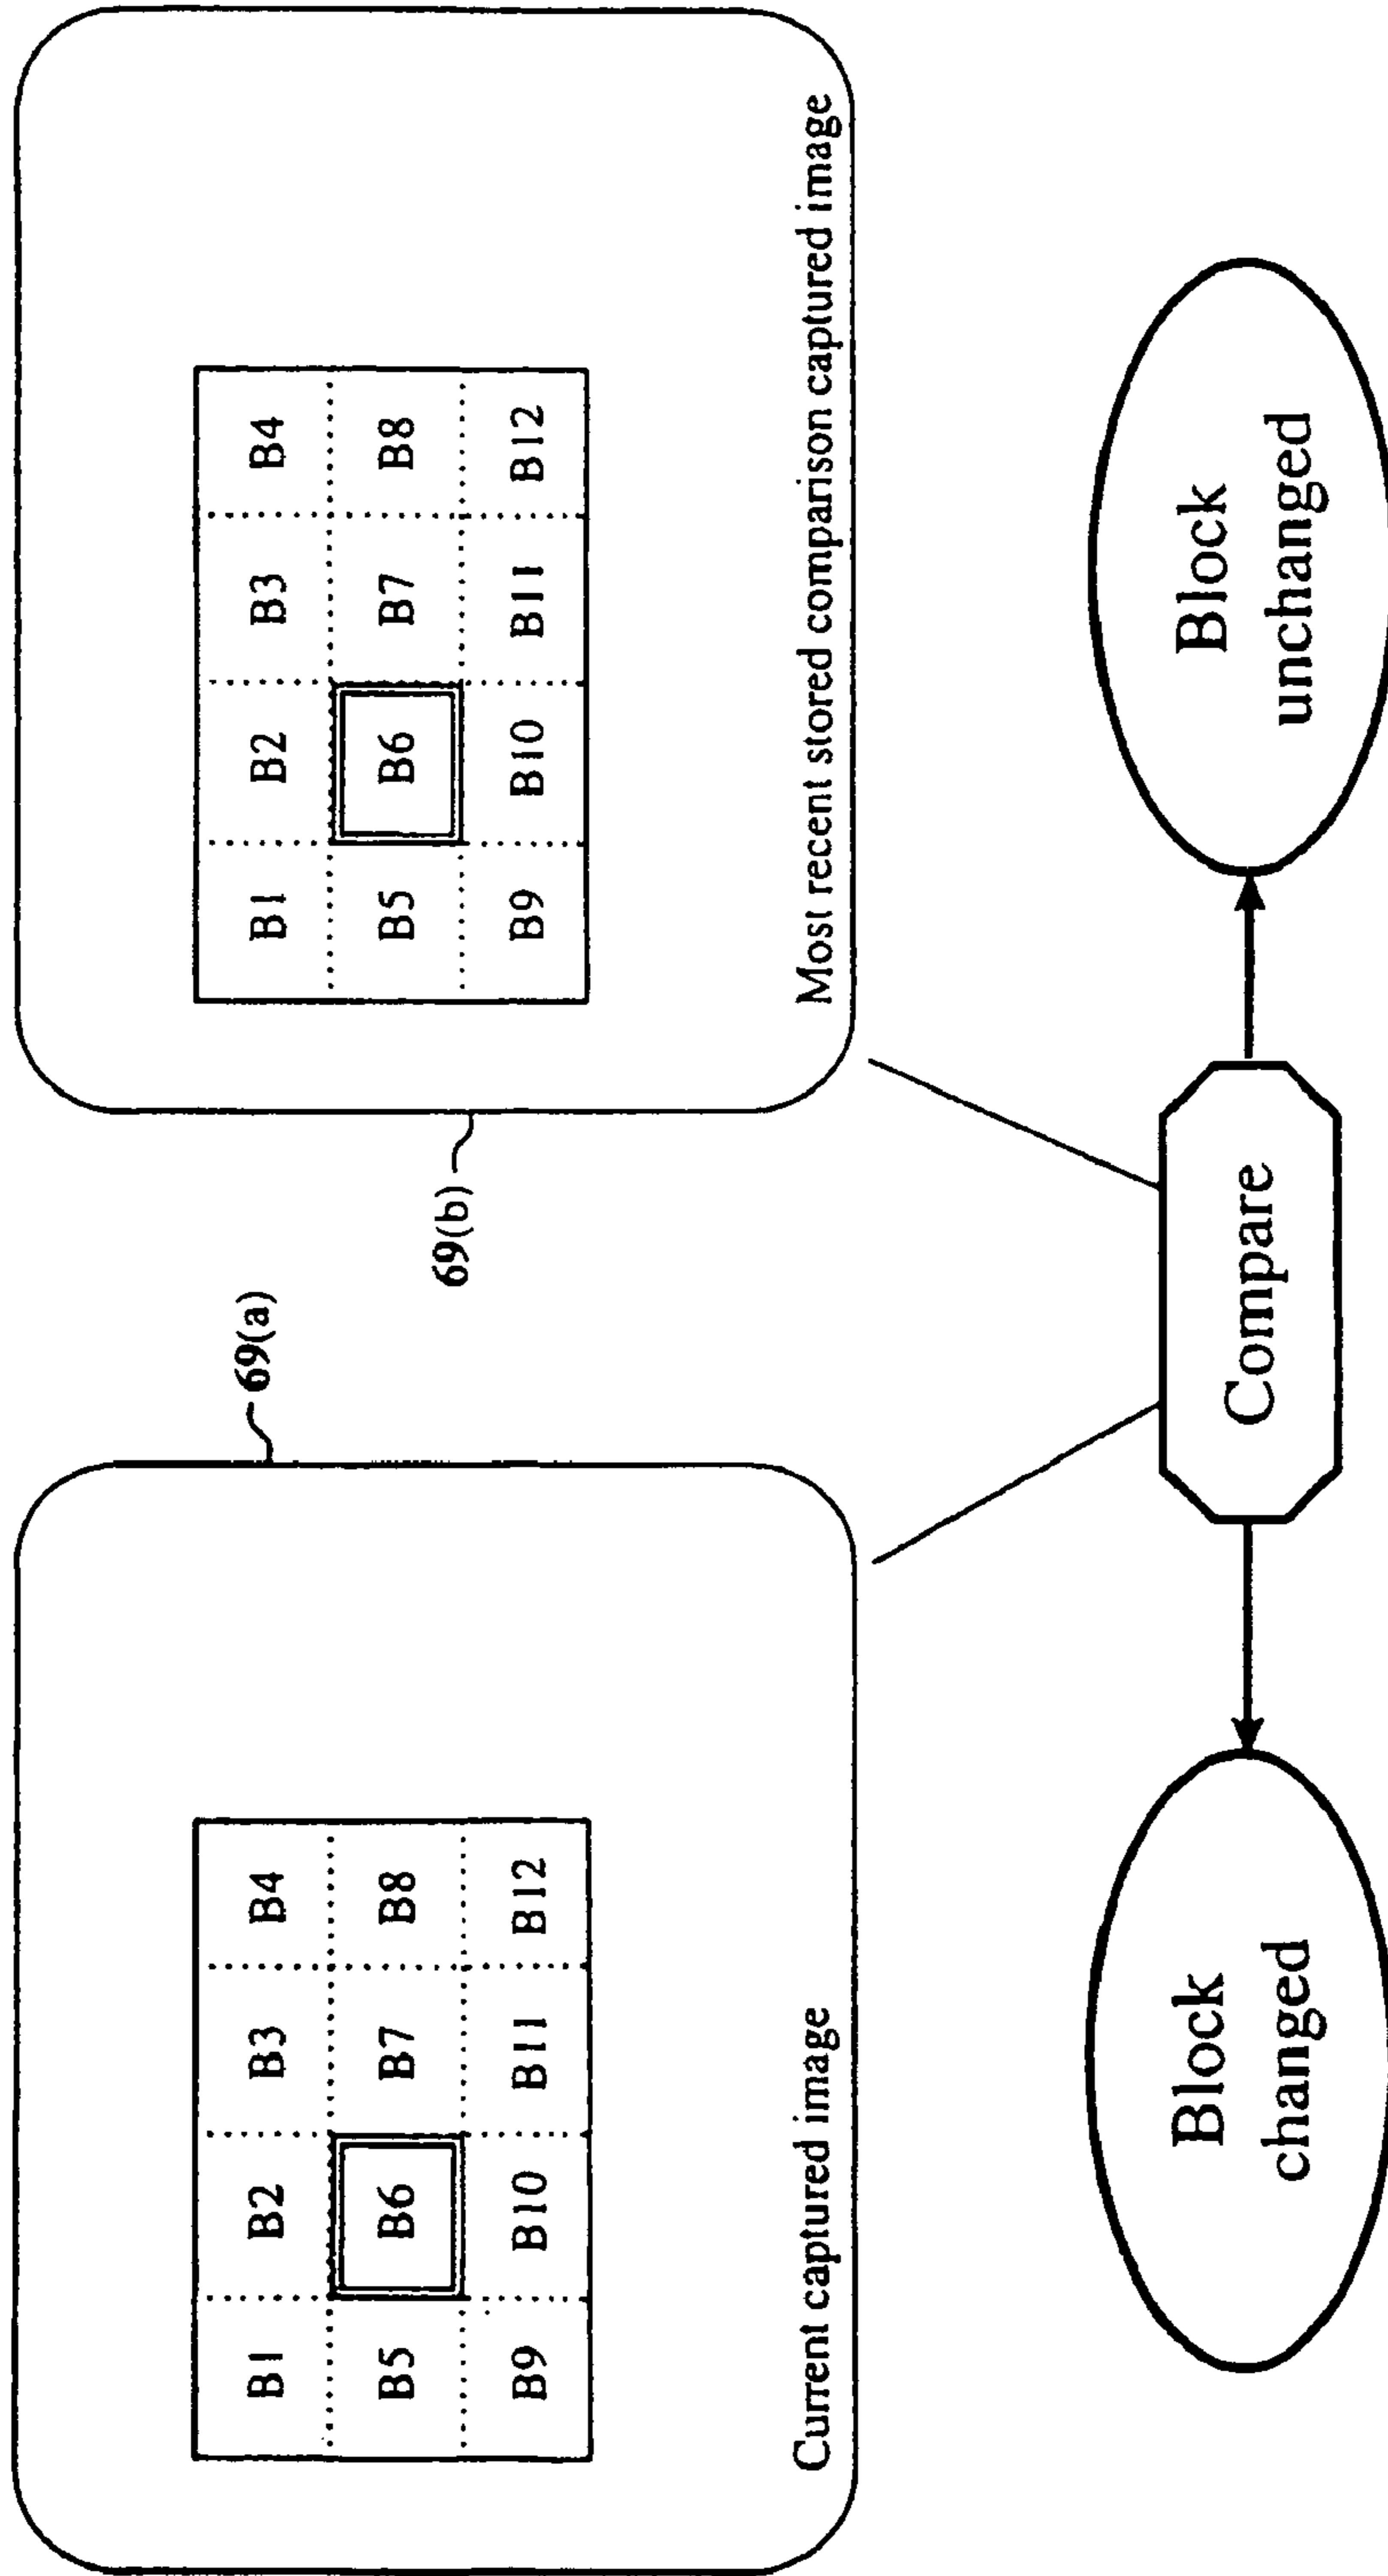 69(a)
B1 B2 B3 B4
B5 B6 B7 B8
B9 B10 B11 B12
Current captured image
69(b)
B1 B2 B3 B4
B5 B6 B7 B8
B9 B10 B11 B12
Most recent stored comparison captured image
Block
changed
Compare
Block
unchanged